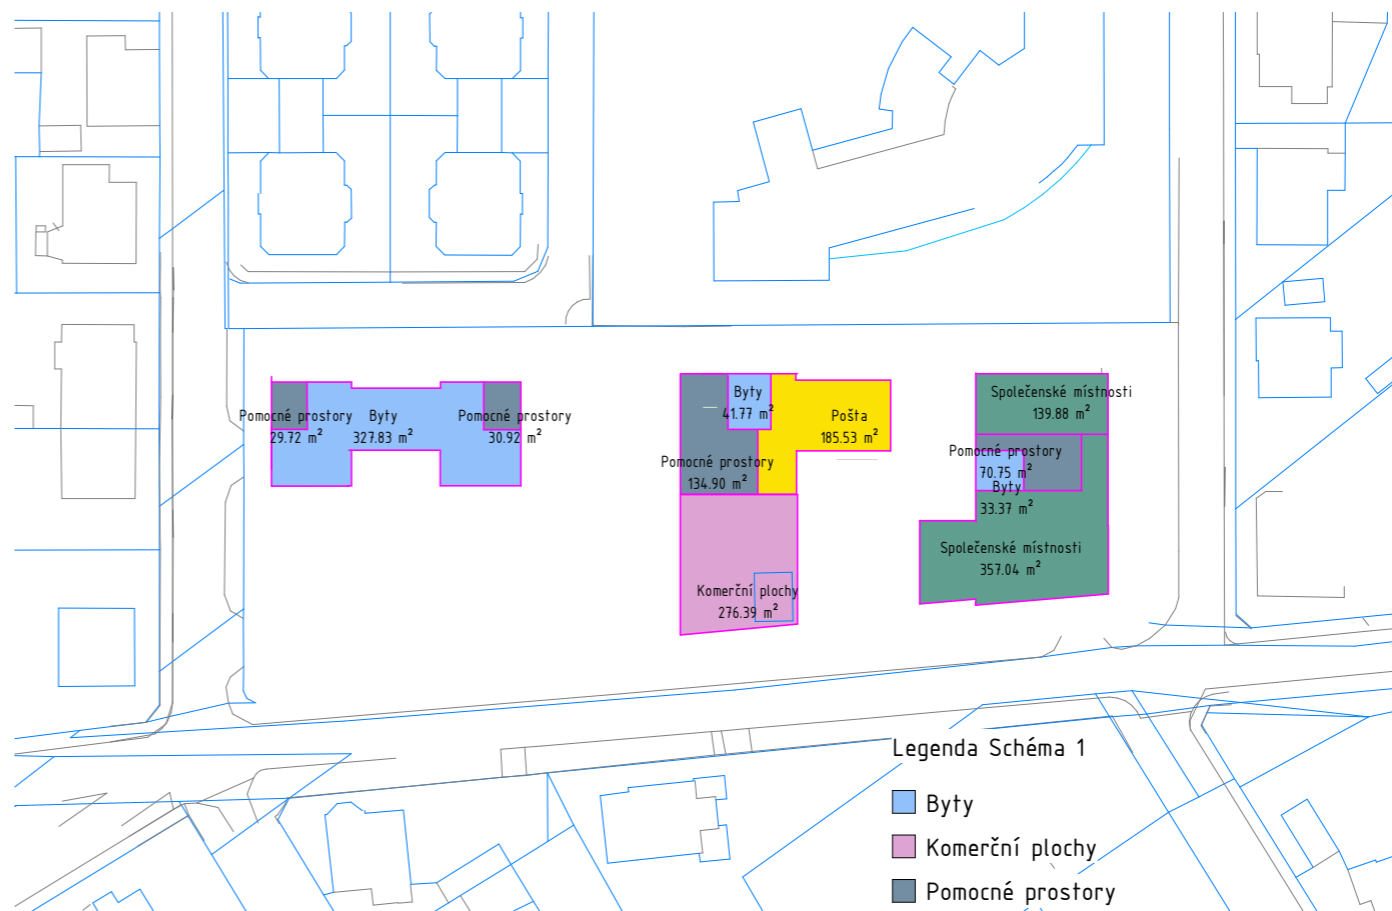 Pomocné prostory
29.72 m²
Byty
327.83 m²
Pomocné prostory
30.92 m²
Byty
41.77 m²
Pošta
185.53 m²
Pomocné prostory
134.90 m²
Komerční plochy
276.39 m²
Společenské místnosti
139.88 m²
Pomocné prostory
70.75 m²
Byty
33.37 m²
Společenské místnosti
357.04 m²
Legenda Schéma 1
Byty
Komerční plochy
Pomocné prostory